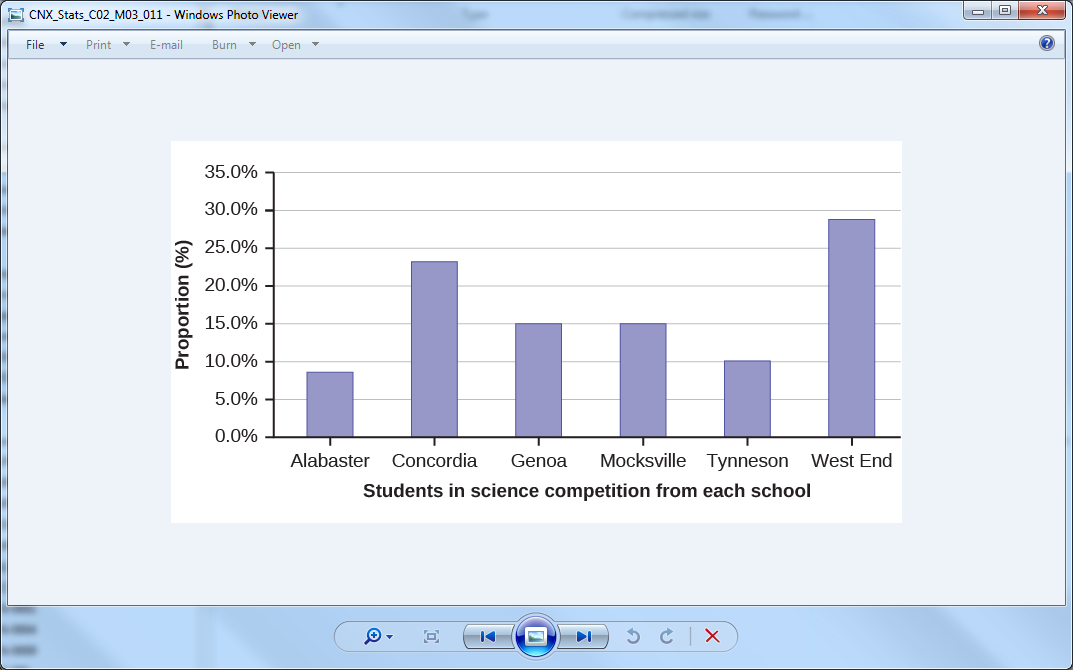 CNX_Stats_C02_M03_011 - Windows Photo Viewer
File Print E-mail Burn Open
35.0%
30.0%
25.0%
20.0%
15.0%
10.0%
5.0%
0.0%
Proportion (%)
Alabaster Concordia Genoa Mocksville Tynneson West End
Students in science competition from each school